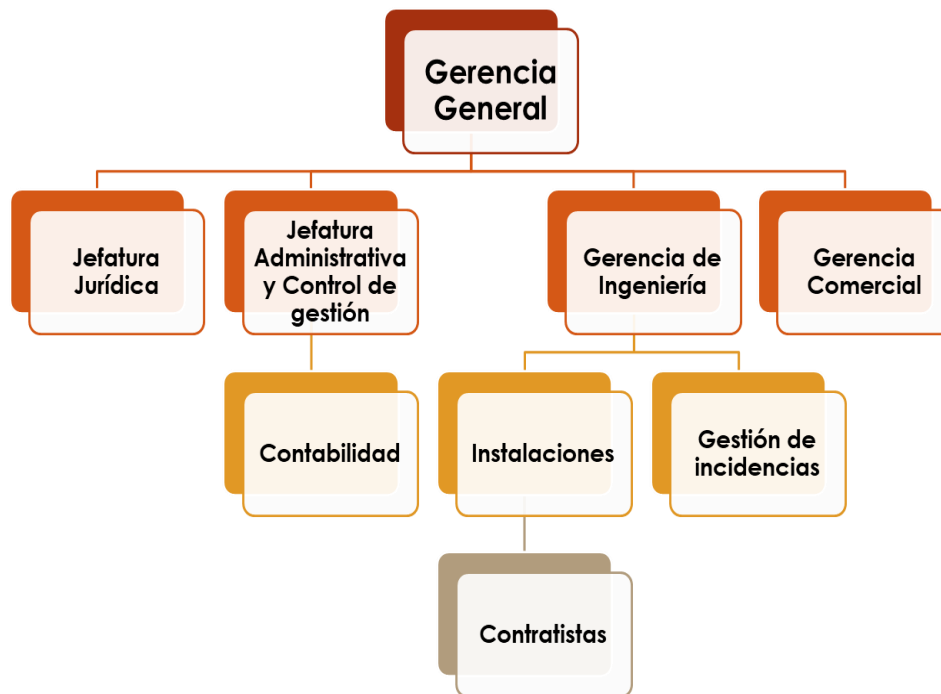 Gerencia
General
Jefatura
Jurídica
Jefatura
Administrativa
y Control de
gestión
Gerencia de
Ingeniería
Gerencia
Comercial
Contabilidad
Instalaciones
Gestión de
incidencias
Contratistas